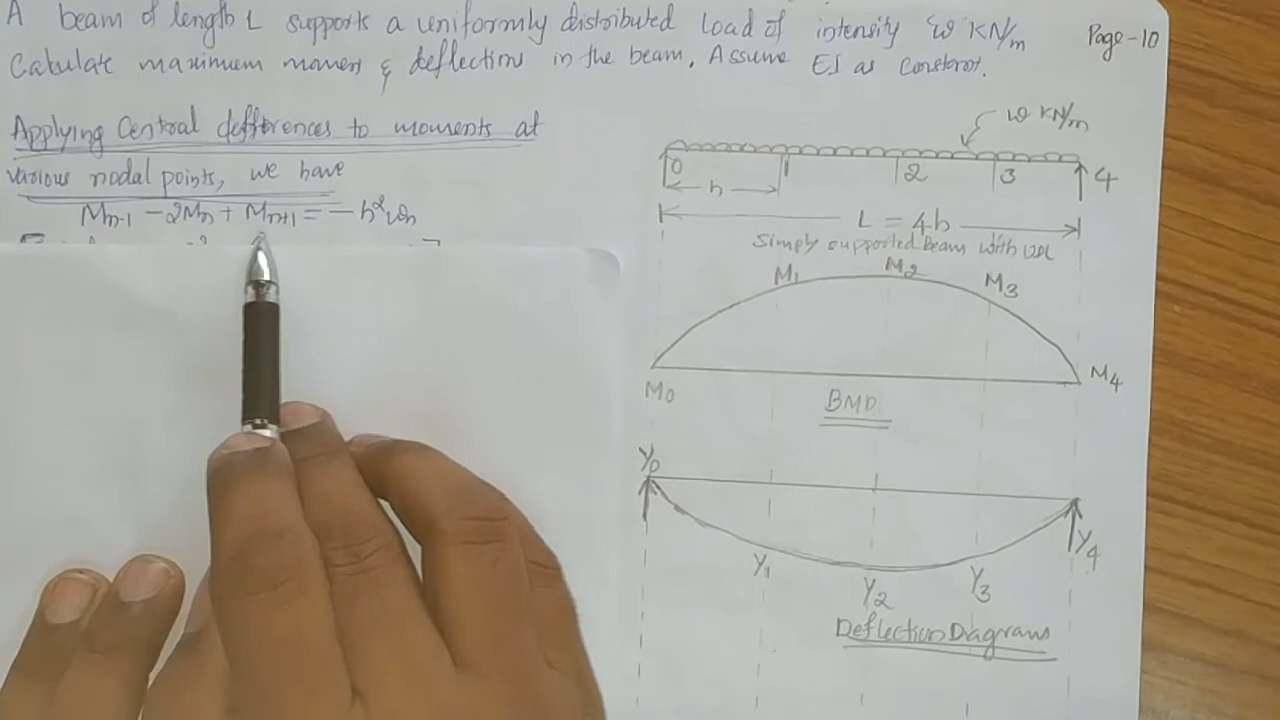 A beam of length L supports a uniformly distributed load of intensity w KN/m
Calculate maximum moment & deflections in the beam. Assume EI as constant.
Page-10
Applying Central defferences to moments at
various nodal points, we have
Mn-1 - 2Mn + Mn+1 = -h²wn
w KN/m
0 1 2 3 4
h
L = 4h
Simply supported beam with UDL
M1 M2 M3
M0 M4
BMD
Y0
Y4
Y1 Y2 Y3
Deflection Diagram